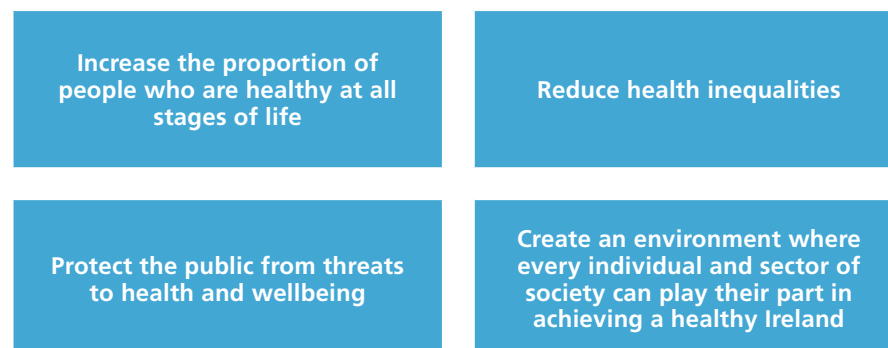 Increase the proportion of
people who are healthy at all
stages of life
Reduce health inequalities
Protect the public from threats
to health and wellbeing
Create an environment where
every individual and sector of
society can play their part in
achieving a healthy Ireland